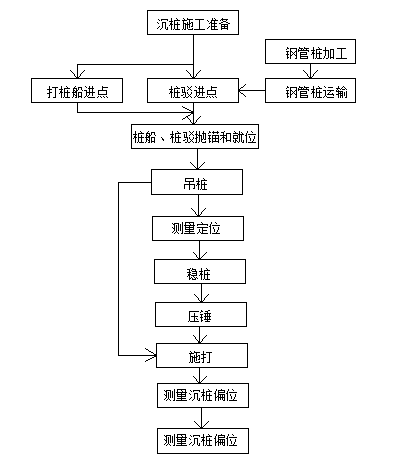 沉桩施工准备
钢管桩加工
打桩船进点
桩驳进点
钢管桩运输
桩船、桩驳抛锚和就位
吊桩
测量定位
稳桩
压锤
施打
测量沉桩偏位
测量沉桩偏位